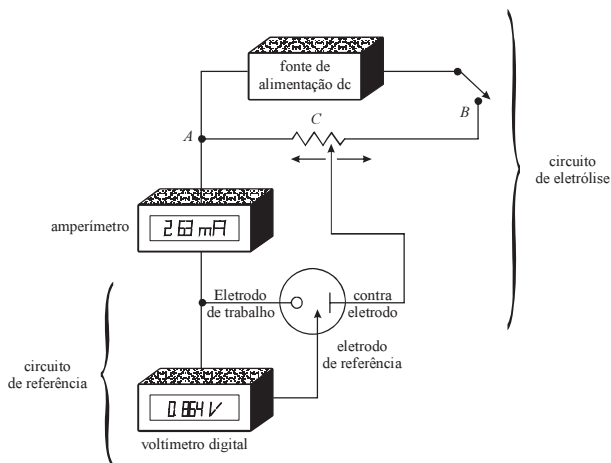 fonte de
alimentação dc
C
B
A
circuito
de eletrólise
amperímetro
2.63 mA
Eletrodo
de trabalho
contra
eletrodo
eletrodo
de referência
circuito
de referência
0.864 V
voltímetro digital